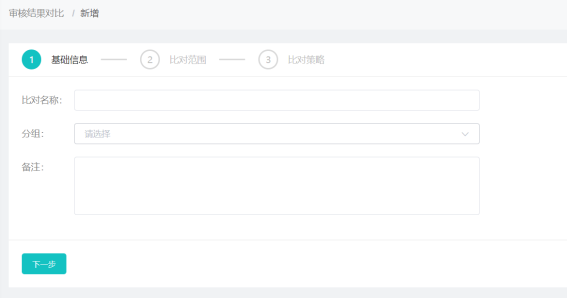 审核结果对比 / 新增
1 基础信息 2 比对范围 3 比对策略
比对名称:
分组: 请选择
备注:
下一步